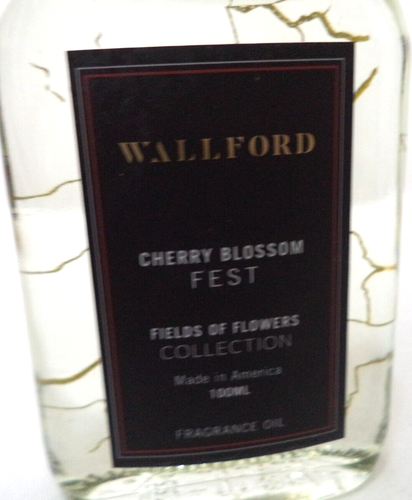 WALLFORD
CHERRY BLOSSOM
FEST
FIELDS OF FLOWERS
COLLECTION
Made in America
100ML
FRAGRANCE OIL